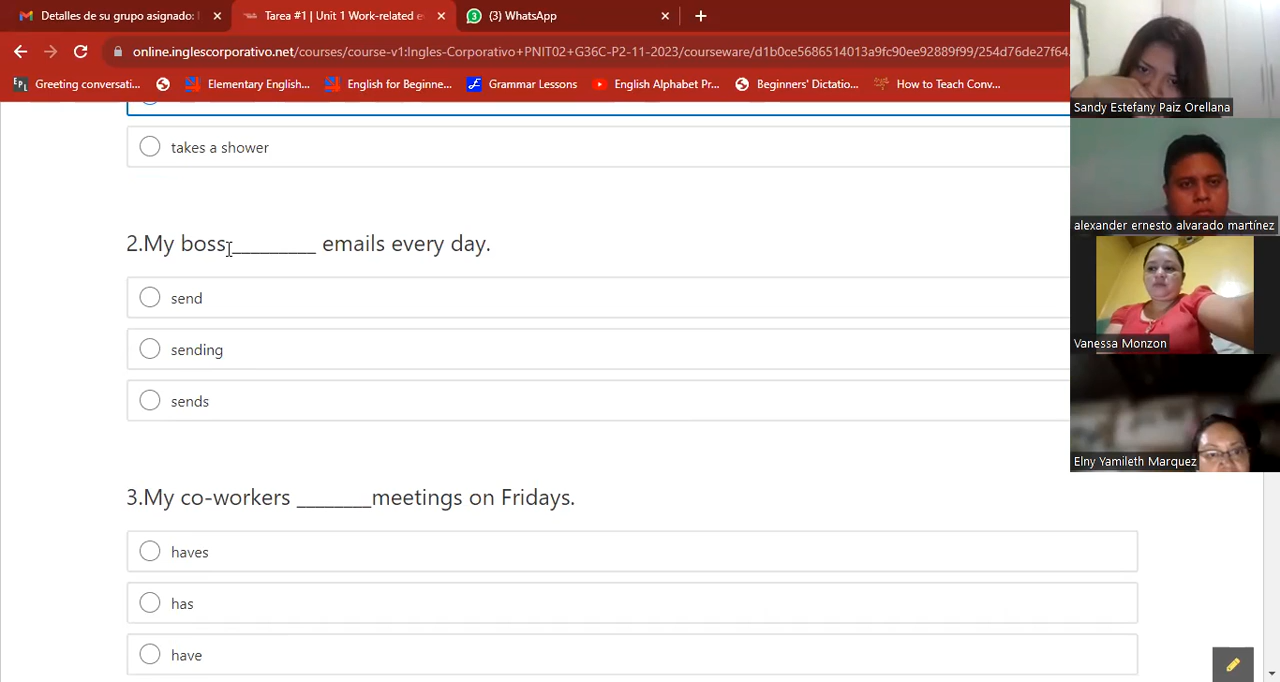 Detalles de su grupo asignado: I
Tarea #1 | Unit 1 Work-related e
(3) WhatsApp
online.inglescorporativo.net/courses/course-v1:Ingles-Corporativo+PNIT02+G36C-P2-11-2023/courseware/d1b0ce5686514013a9fc90ee92889f99/254d76de27f64.
Greeting conversati...
Elementary English...
English for Beginne...
Grammar Lessons
English Alphabet Pr...
Beginners' Dictatio...
How to Teach Conv...
takes a shower
2.My boss_________ emails every day.
send
sending
sends
3.My co-workers ________meetings on Fridays.
haves
has
have
Sandy Estefany Paiz Orellana
alexander ernesto alvarado martínez
Vanessa Monzon
Elny Yamileth Marquez